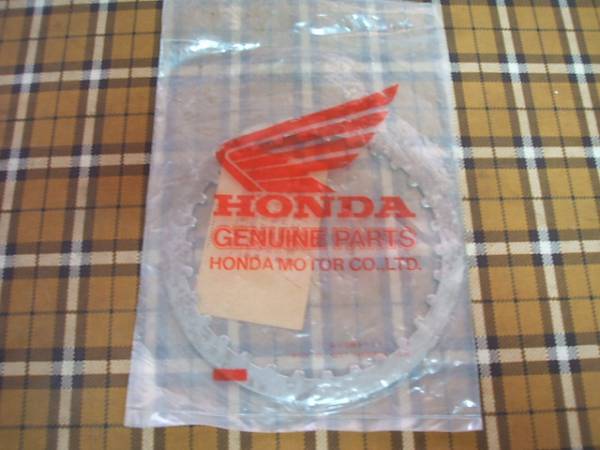 HONDA
GENUINE PARTS
HONDA MOTOR CO.,LTD.